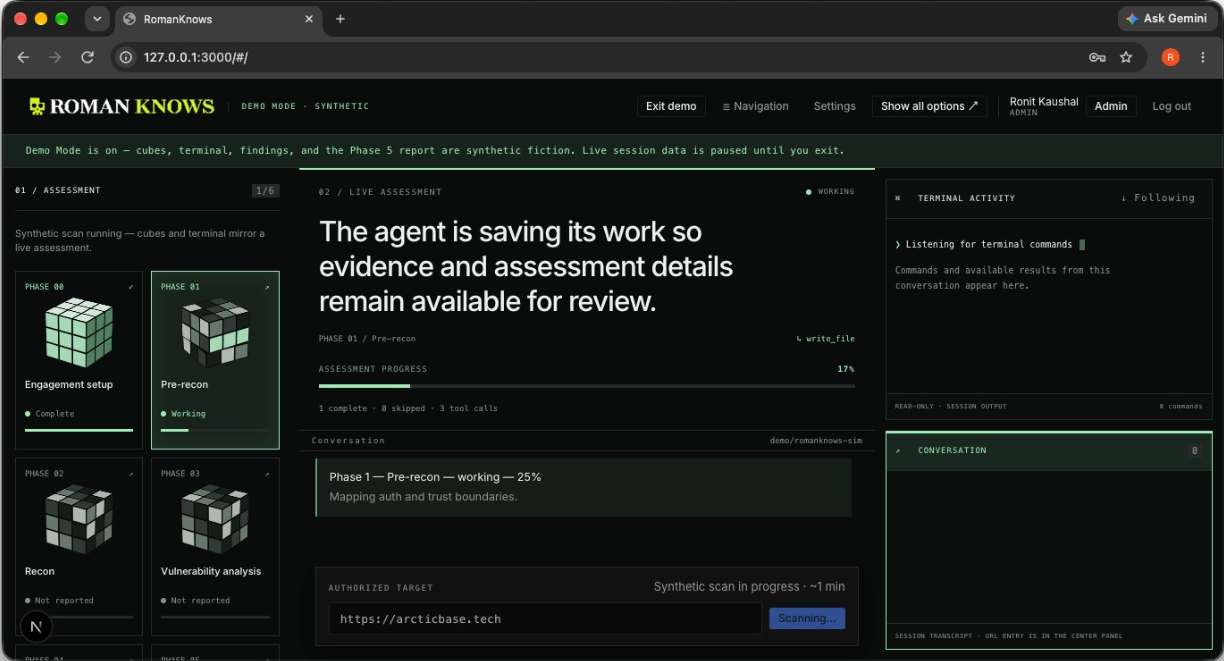 RomanKnows
Ask Gemini
127.0.0.1:3000/#/
R
ROMAN KNOWS
DEMO MODE · SYNTHETIC
Exit demo
Navigation
Settings
Show all options ↗
Ronit Kaushal
ADMIN
Admin
Log out
Demo Mode is on — cubes, terminal, findings, and the Phase 5 report are synthetic fiction. Live session data is paused until you exit.
01 / ASSESSMENT
1/6
Synthetic scan running — cubes and terminal mirror a
live assessment.
PHASE 00
Engagement setup
Complete
PHASE 01
Pre-recon
Working
PHASE 02
Recon
Not reported
PHASE 03
Vulnerability analysis
Not reported
N
PHASE 04
PHASE 05
02 / LIVE ASSESSMENT
WORKING
The agent is saving its work so
evidence and assessment details
remain available for review.
PHASE 01 / Pre-recon
↳ write_file
ASSESSMENT PROGRESS
17%
1 complete · 0 skipped · 3 tool calls
Conversation
demo/romanknows-sim
Phase 1 — Pre-recon — working — 25%
Mapping auth and trust boundaries.
AUTHORIZED TARGET
Synthetic scan in progress · ~1 min
https://arcticbase.tech
Scanning...
⌘ TERMINAL ACTIVITY
↓ Following
❯ Listening for terminal commands
Commands and available results from this
conversation appear here.
READ-ONLY · SESSION OUTPUT
0 commands
↗ CONVERSATION
0
SESSION TRANSCRIPT · URL ENTRY IS IN THE CENTER PANEL